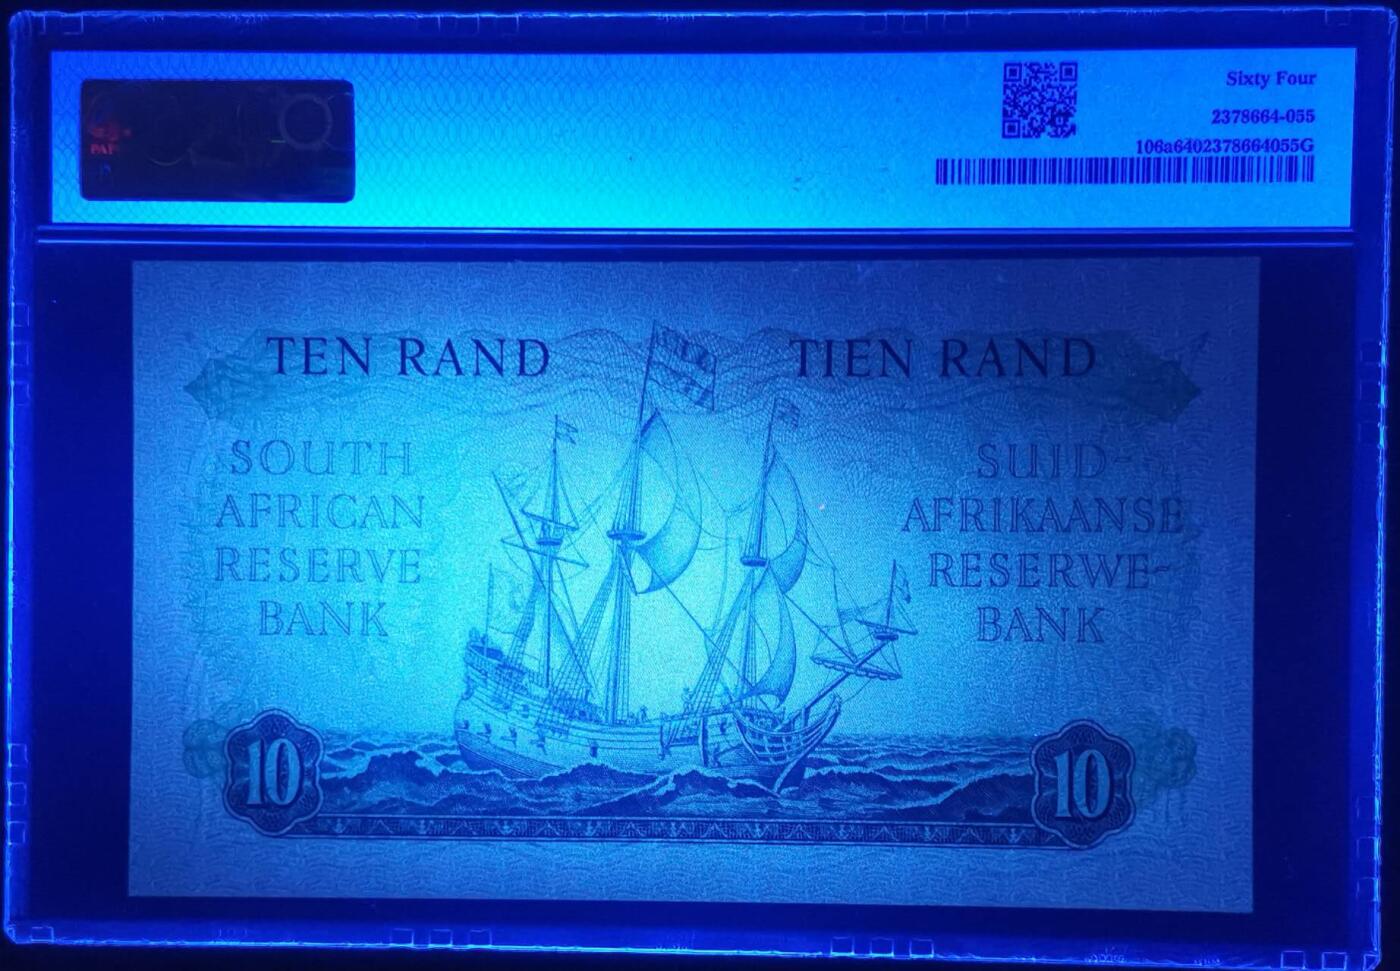 Sixty Four
2378664-055
106a6402378664055G
TEN RAND
TIEN RAND
SOUTH
AFRICAN
RESERVE
BANK
SUID-
AFRIKAANSE
RESERWE-
BANK
10
10